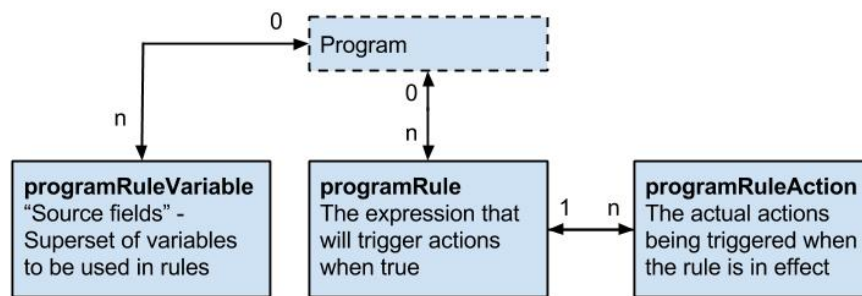 0
Program
0
n
n
programRuleVariable
“Source fields” -
Superset of variables
to be used in rules
programRule
The expression that
will trigger actions
when true
1
n
programRuleAction
The actual actions
being triggered when
the rule is in effect